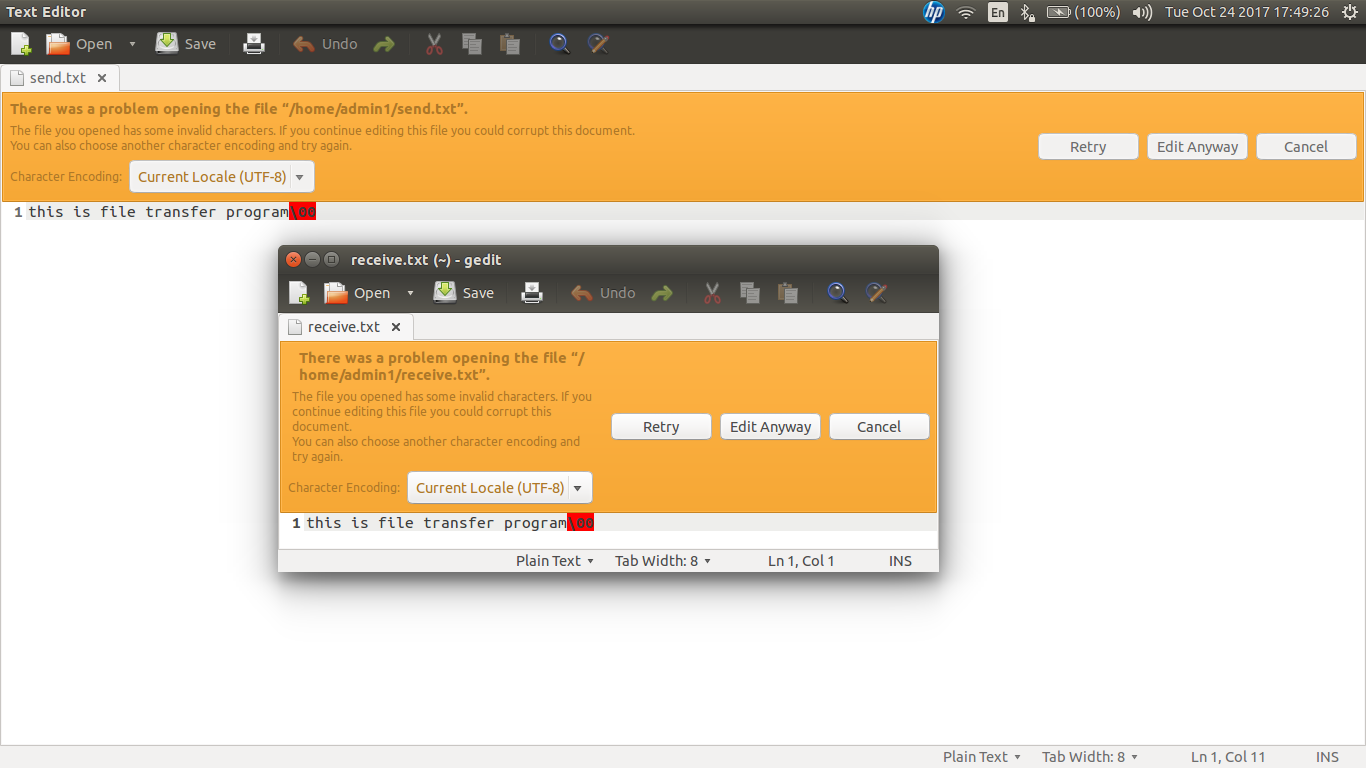 Text Editor
hp
En
(100%)
Tue Oct 24 2017 17:49:26
Open
Save
Undo
send.txt
There was a problem opening the file “/home/admin1/send.txt”.
The file you opened has some invalid characters. If you continue editing this file you could corrupt this document.
You can also choose another character encoding and try again.
Character Encoding: Current Locale (UTF-8)
Retry
Edit Anyway
Cancel
1 this is file transfer program\00
receive.txt (~) - gedit
Open
Save
Undo
receive.txt
There was a problem opening the file “/
home/admin1/receive.txt”.
The file you opened has some invalid characters. If you
continue editing this file you could corrupt this
document.
You can also choose another character encoding and
try again.
Character Encoding: Current Locale (UTF-8)
Retry
Edit Anyway
Cancel
1 this is file transfer program\00
Plain Text
Tab Width: 8
Ln 1, Col 1
INS
Plain Text
Tab Width: 8
Ln 1, Col 11
INS